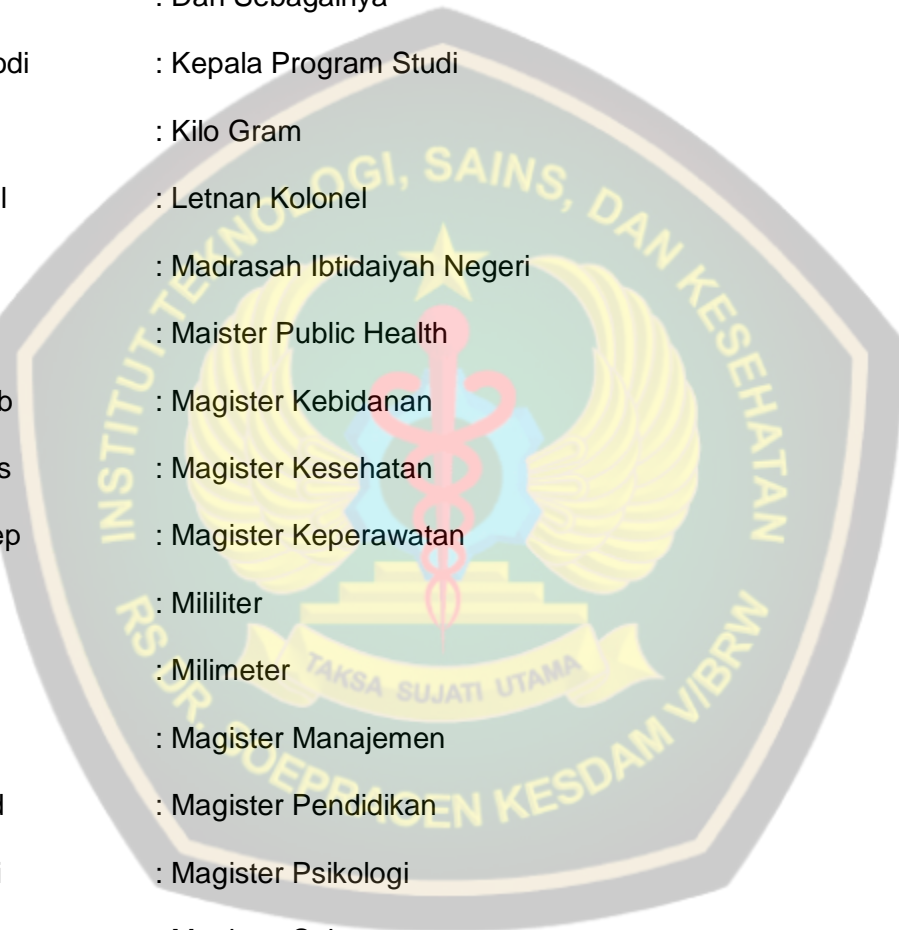 : Dan Sebagainya
odi : Kepala Program Studi
: Kilo Gram
l : Letnan Kolonel
: Madrasah Ibtidaiyah Negeri
: Maister Public Health
b : Magister Kebidanan
s : Magister Kesehatan
ep : Magister Keperawatan
: Mililiter
: Milimeter
: Magister Manajemen
d : Magister Pendidikan
i : Magister Psikologi
INSTITUT TEKNOLOGI, SAINS, DAN KESEHATAN
TAKSA SUJATI UTAMA
RS DR. SOEPRAOEN KESDAM V/BRW